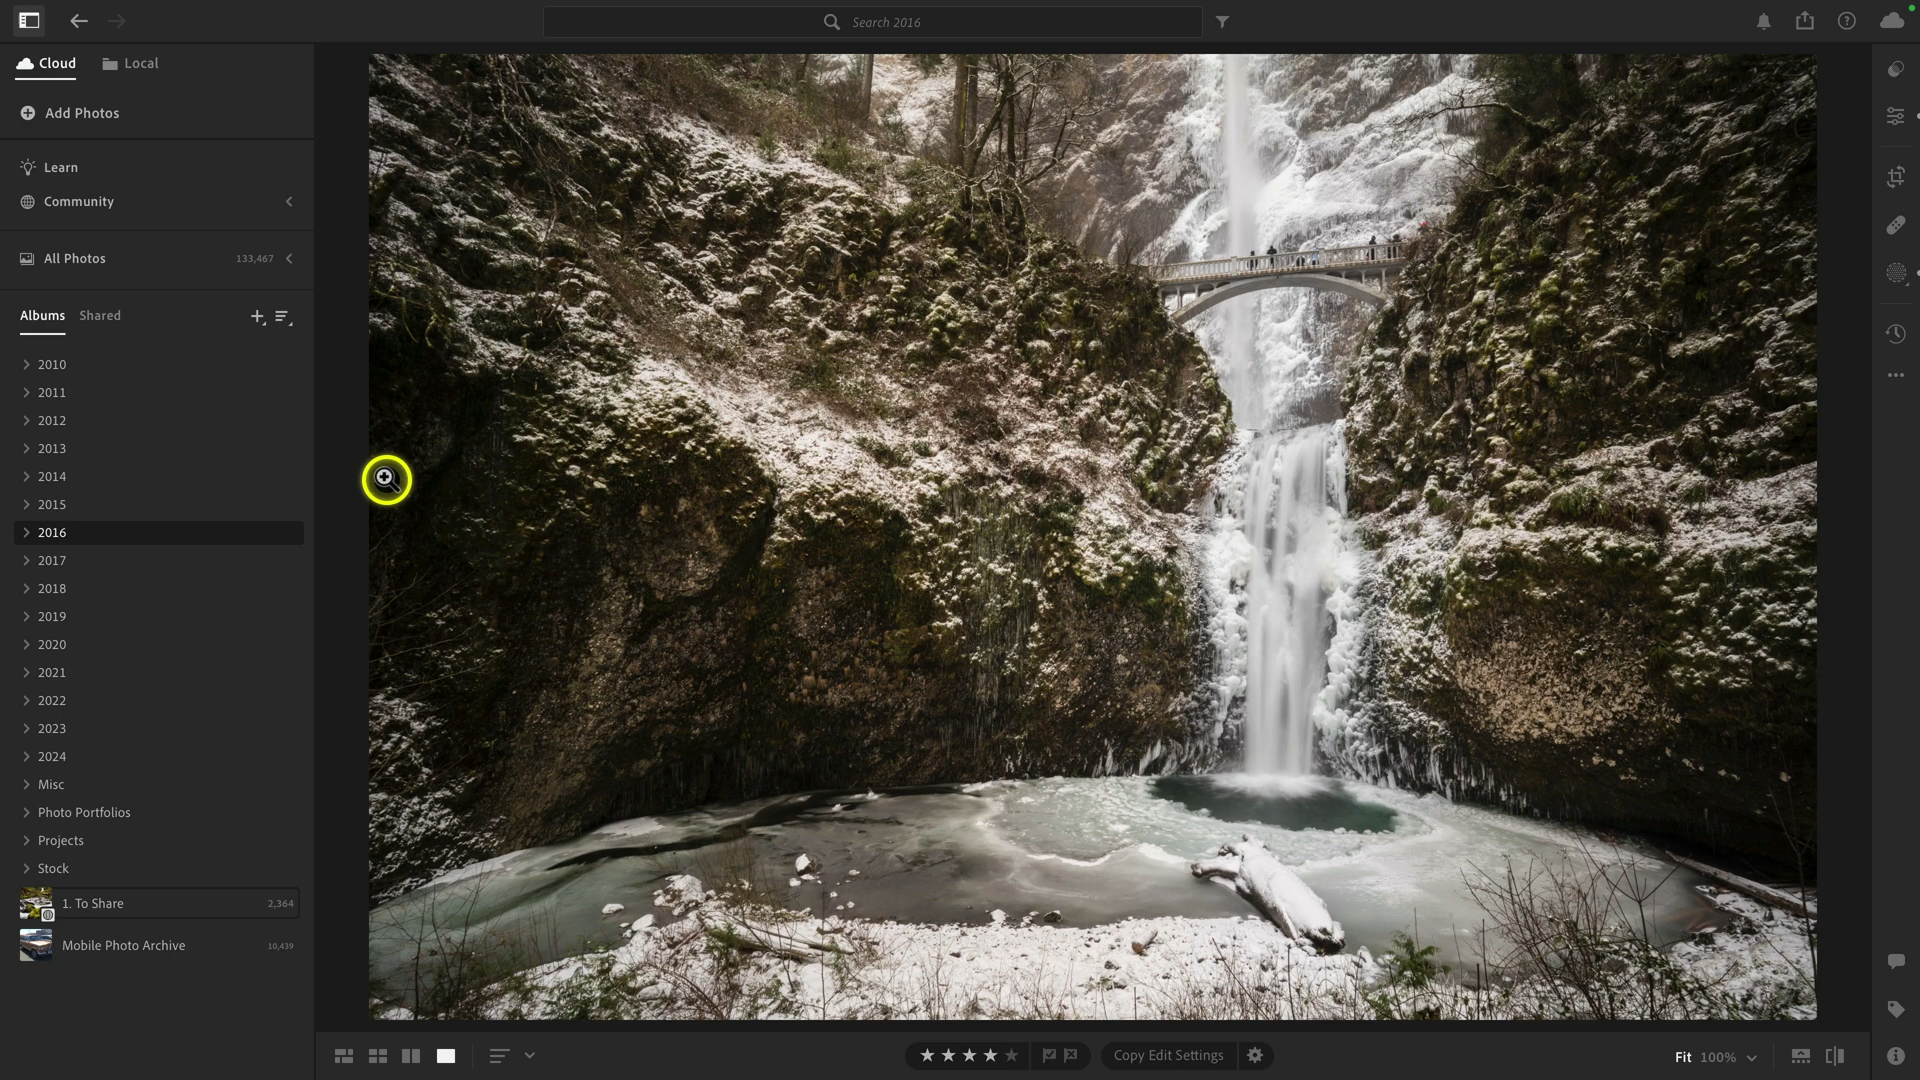 Search 2016
Cloud
Local
Add Photos
Learn
Community
All Photos 133,467
Albums Shared
2010
2011
2012
2013
2014
2015
2016
2017
2018
2019
2020
2021
2022
2023
2024
Misc
Photo Portfolios
Projects
Stock
1. To Share 2,364
Mobile Photo Archive 10,439
Copy Edit Settings
Fit 100%